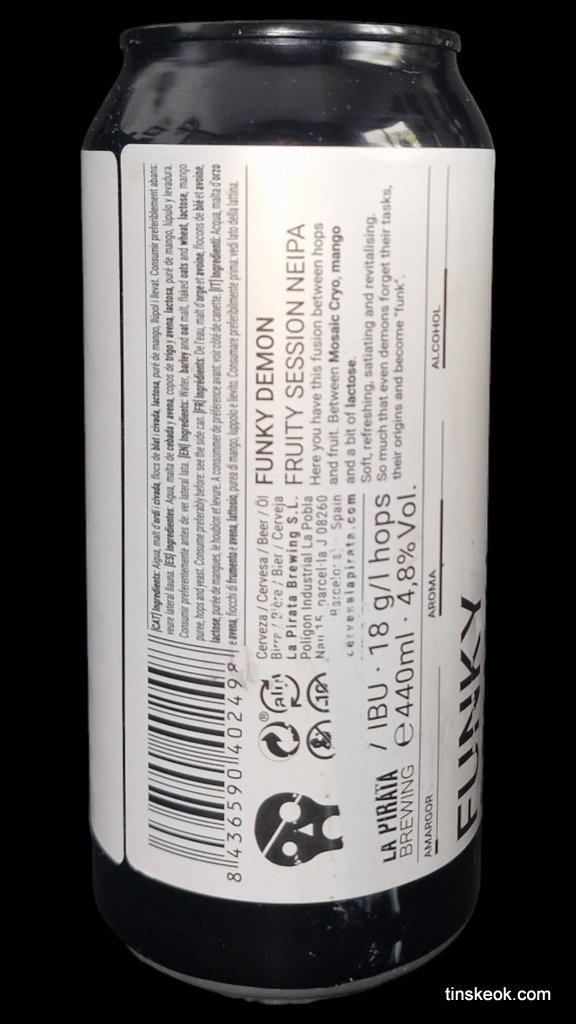 [CAT] Ingredients: Aigua, malt d'ordi i civada, flocs de blat i civada, lactosa, puré de mango, llúpol i llevat. Consumir preferiblement abans:
veure lateral llauna. [ES] Ingredientes: Agua, malta de cebada y avena, copos de trigo y avena, lactosa, puré de mango, lúpulo y levadura.
Consumir preferentemente antes de: ver lateral lata. [EN] Ingredients: Water, barley and oat malt, flaked oats and wheat, lactose, mango
puree, hops and yeast. Consume preferably before: see the side can. [FR] Ingrédients: De l'eau, malt d'orge et avoine, flocons de blé et avoine,
lactose, purée de mangues, le houblon et levure. A consommer de préférence avant: voir côté de canette. [IT] Ingredienti: Acqua, malta d'orzo
e avena, fiocchi di frumento e avena, lattosio, purea di mango, luppolo e lievito. Consumare preferibilmente prima: vedi lato della lattina.
8 436590 402498
FUNKY DEMON
FRUITY SESSION NEIPA
Here you have this fusion between hops
and fruit. Between Mosaic Cryo, mango
and a bit of lactose.
Soft, refreshing, satiating and revitalising.
So much that even demons forget their tasks,
their origins and become "funk".
Cerveza / Cervesa / Beer / Öl
Birra / Bière / Bier / Cerveja
La Pirata Brewing S.L.
Polígon Industrial La Pobla
Nau 15, parcel·la J 08260
Spain
cervesalapirata.com
®
alu
LA PIRATA
BREWING
/ IBU · 18 g/l hops
e 440ml · 4,8%Vol.
AMARGOR
AROMA
ALCOHOL
FUNKY
tinskeok.com